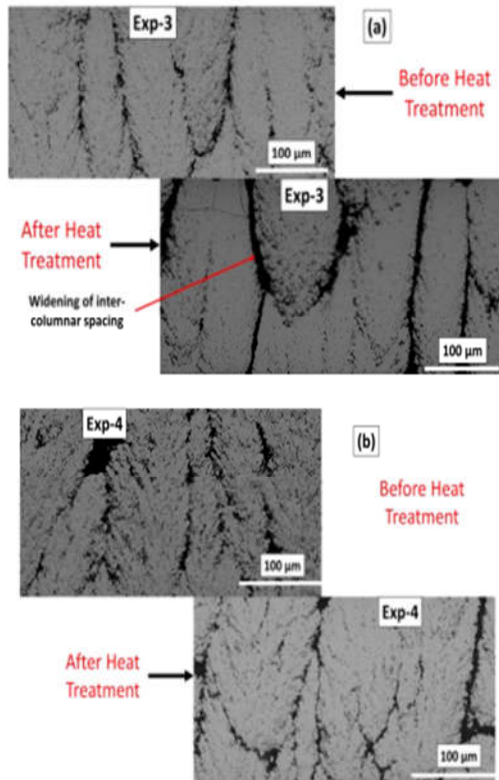 Exp-3
(a)
Before Heat
Treatment
100 µm
Exp-3
After Heat
Treatment
Widening of inter-
columnar spacing
100 µm
Exp-4
(b)
Before Heat
Treatment
100 µm
Exp-4
After Heat
Treatment
100 µm